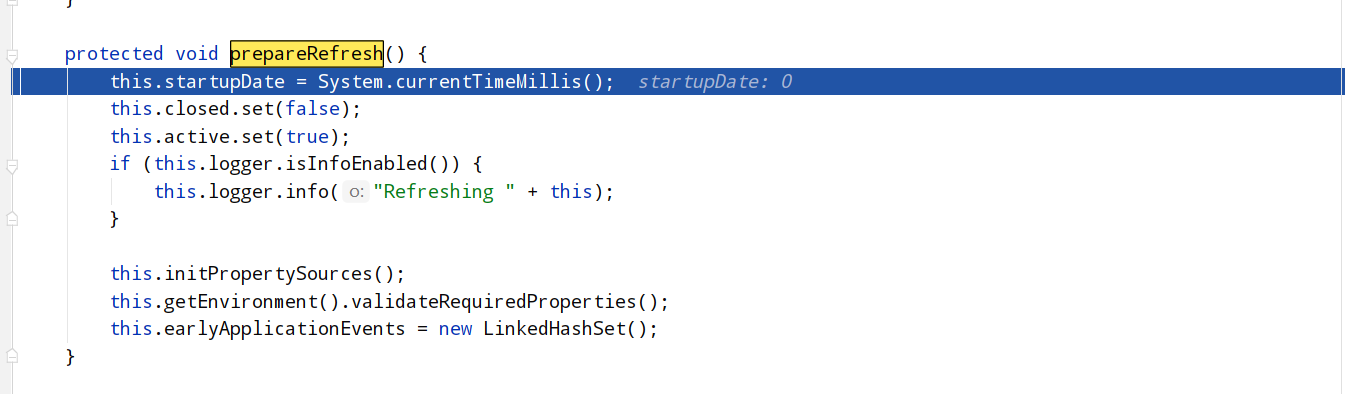 }
protected void prepareRefresh() {
this.startupDate = System.currentTimeMillis(); startupDate: 0
this.closed.set(false);
this.active.set(true);
if (this.logger.isInfoEnabled()) {
this.logger.info( o: "Refreshing " + this);
}
this.initPropertySources();
this.getEnvironment().validateRequiredProperties();
this.earlyApplicationEvents = new LinkedHashSet();
}